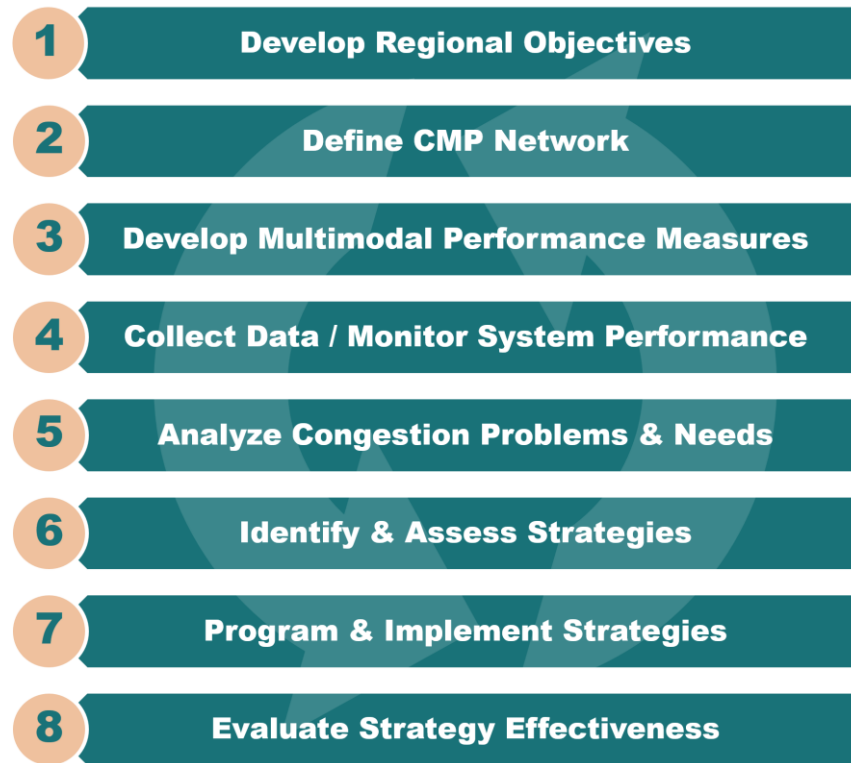 1 Develop Regional Objectives
2 Define CMP Network
3 Develop Multimodal Performance Measures
4 Collect Data / Monitor System Performance
5 Analyze Congestion Problems & Needs
6 Identify & Assess Strategies
7 Program & Implement Strategies
8 Evaluate Strategy Effectiveness